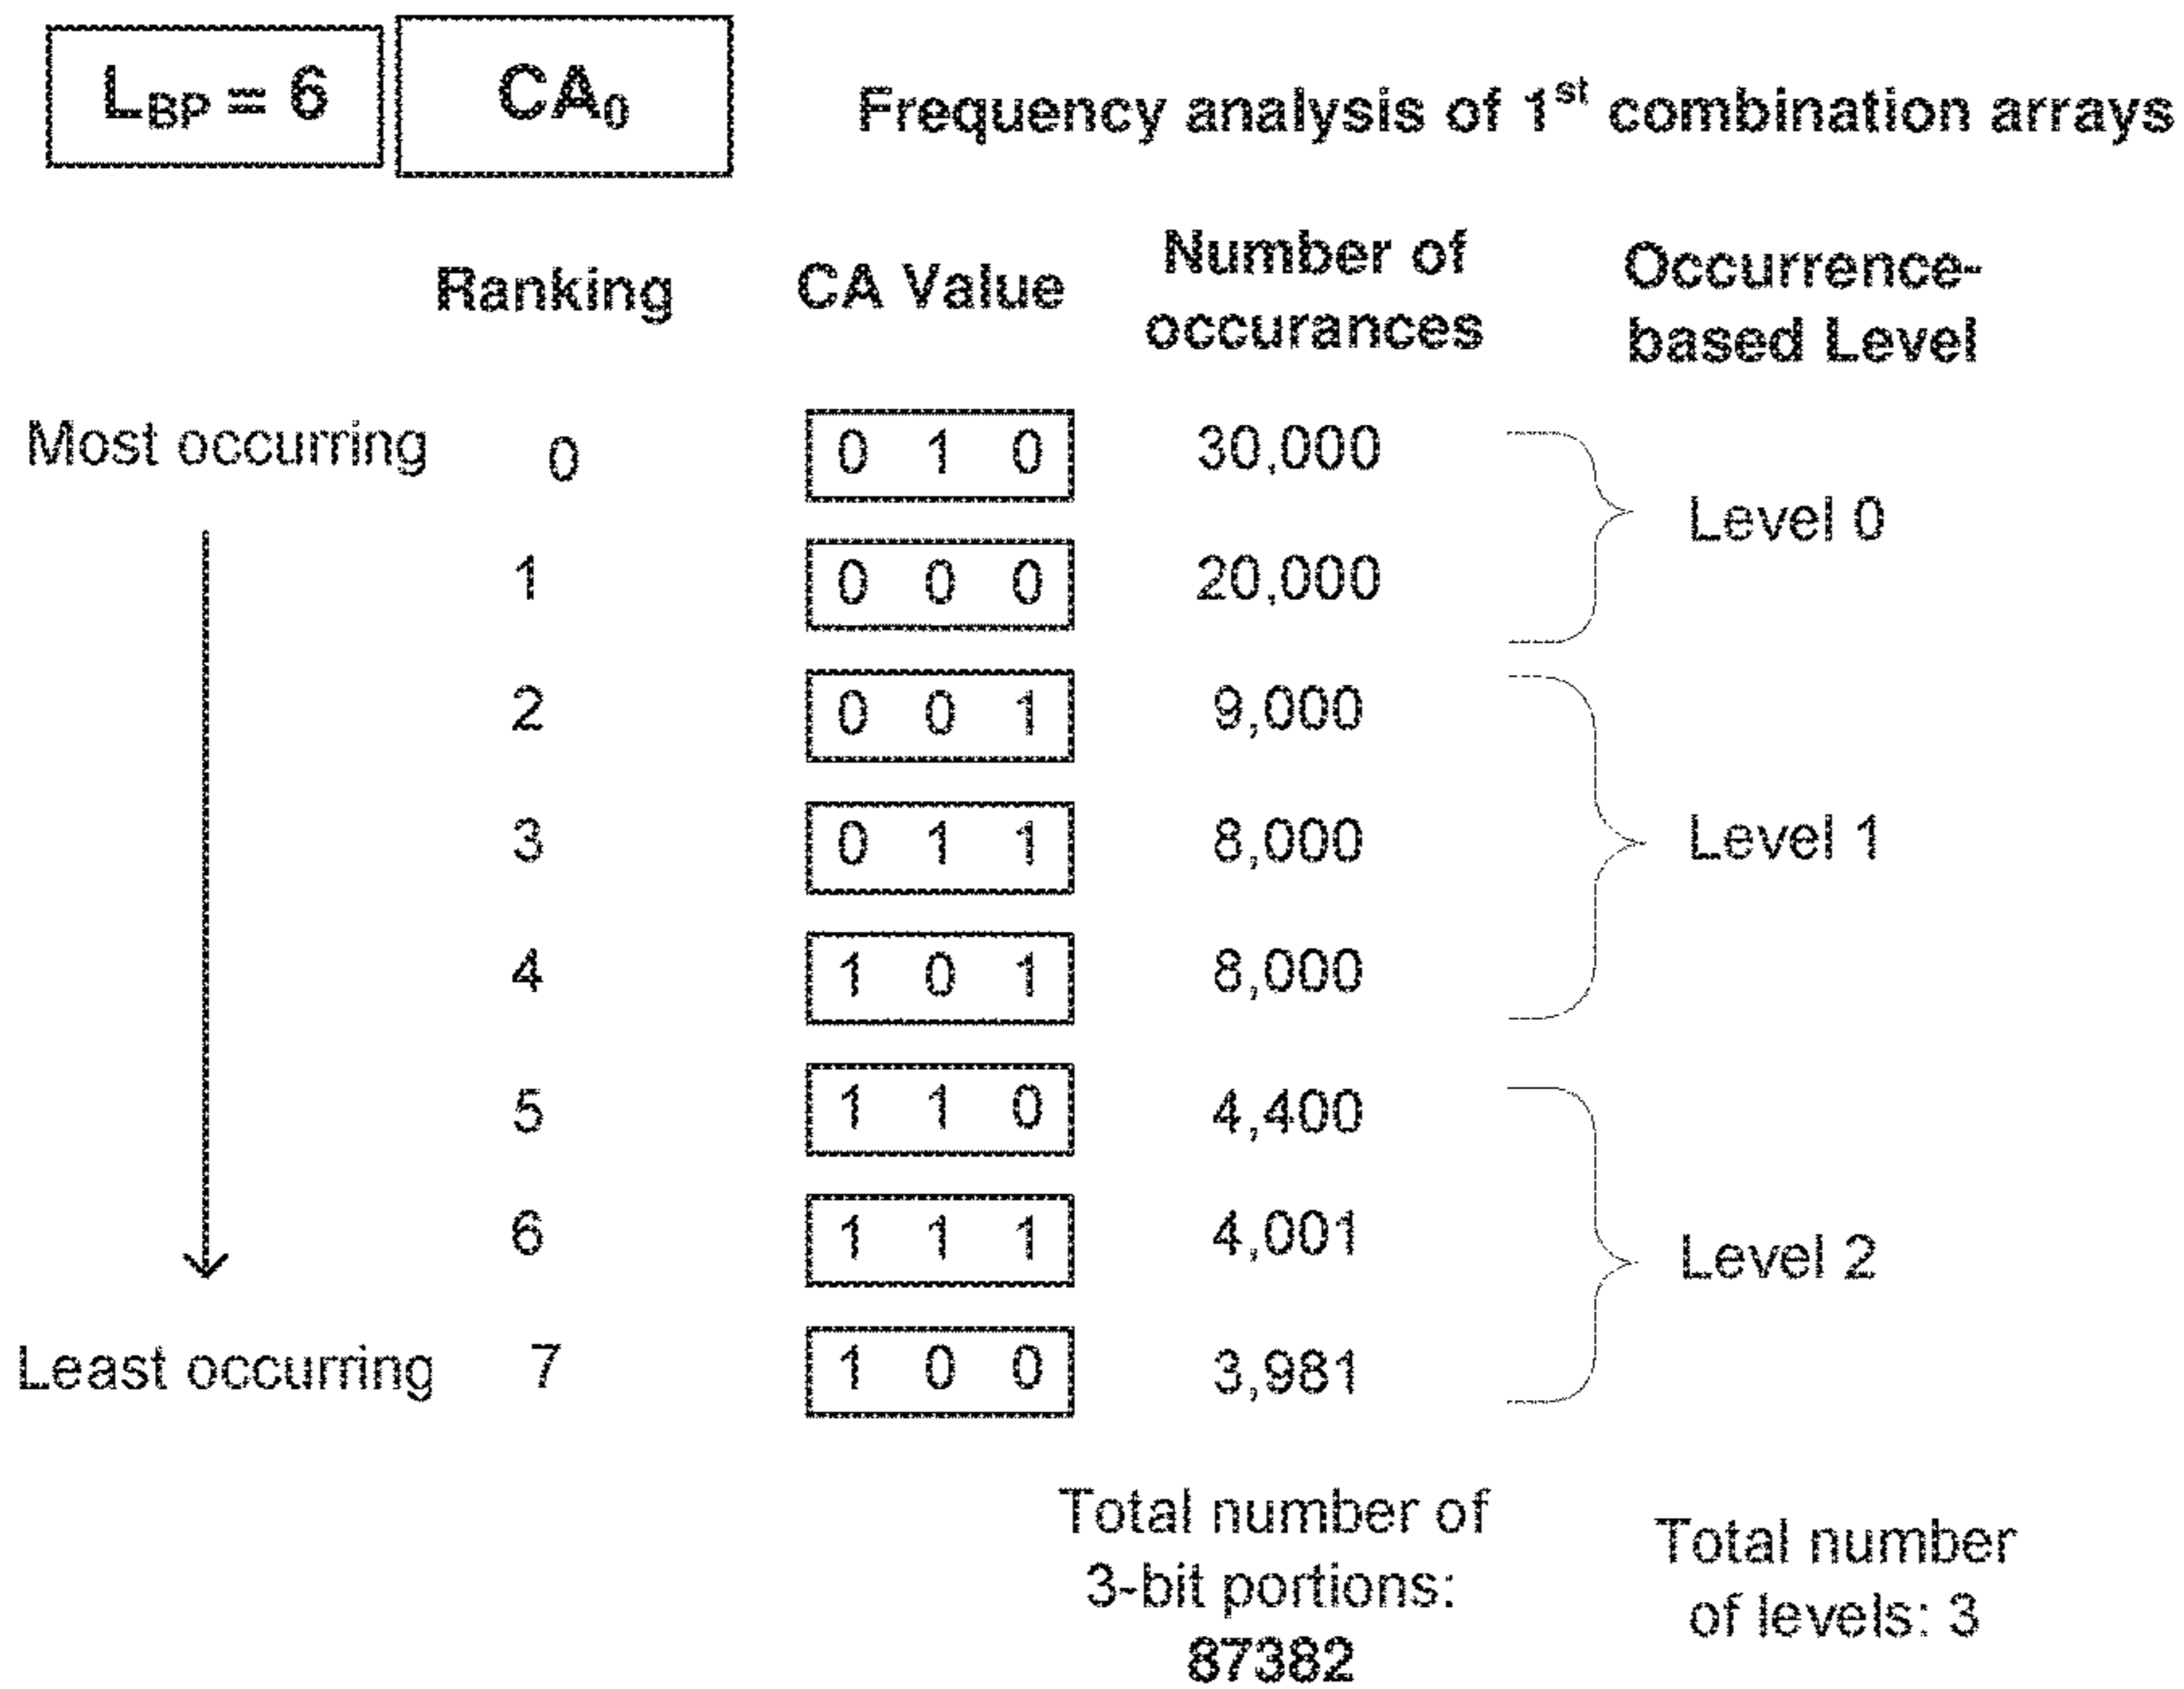 L_BP = 6 CA_0 Frequency analysis of 1^st combination arrays
Ranking CA Value Number of occurances Occurrence-based Level
Most occurring 0 0 1 0 30,000
Level 0
1 0 0 0 20,000
2 0 0 1 9,000
3 0 1 1 8,000 Level 1
4 1 0 1 8,000
5 1 1 0 4,400
6 1 1 1 4,001 Level 2
Least occurring 7 1 0 0 3,981
Total number of
3-bit portions:
87382
Total number
of levels: 3